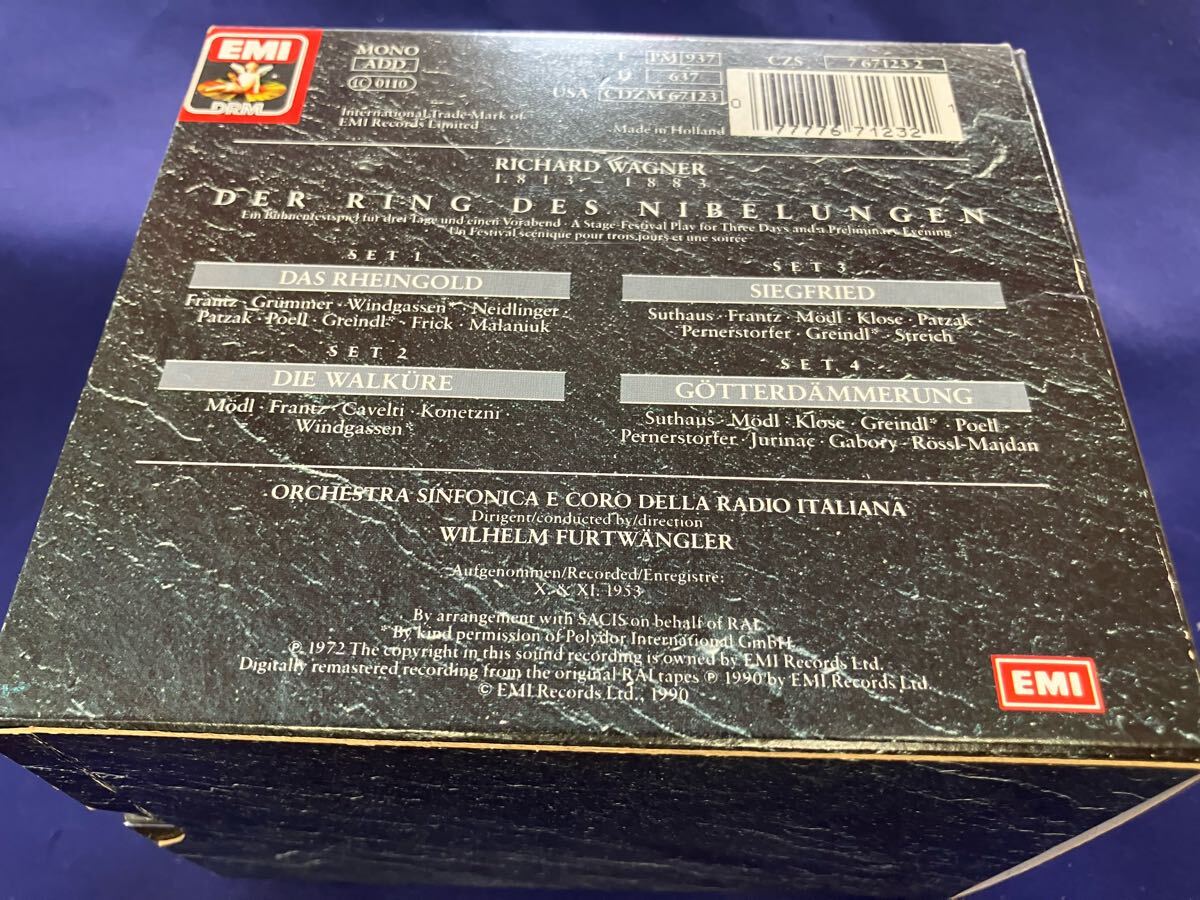 EMI
DRM
MONO
ADD
LC 0110
International Trade Mark of
EMI Records Limited
F PM 937
637
USA CDZM 67123
CZS 7 67123 2
Made in Holland
0 77776 71232 1
RICHARD WAGNER
1813–1883
DER RING DES NIBELUNGEN
Ein Bühnenfestspiel für drei Tage und einen Vorabend · A Stage-Festival Play for Three Days and a Preliminary Evening
Un Festival scénique pour trois jours et une soirée
SET 1
DAS RHEINGOLD
Frantz · Grümmer · Windgassen* · Neidlinger
Patzak · Poell · Greindl* · Frick · Malaniuk
SET 2
DIE WALKÜRE
Mödl · Frantz · Cavelti · Konetzni
Windgassen*
SET 3
SIEGFRIED
Suthaus · Frantz · Mödl · Klose · Patzak
Pernerstorfer · Greindl* · Streich
SET 4
GÖTTERDÄMMERUNG
Suthaus · Mödl · Klose · Greindl* · Poell
Pernerstorfer · Jurinac · Gabory · Rössl-Majdan
ORCHESTRA SINFONICA E CORO DELLA RADIO ITALIANA
Dirigent/conducted by/direction
WILHELM FURTWÄNGLER
Aufgenommen/Recorded/Enregistré:
X. & XI. 1953
By arrangement with SACIS on behalf of RAI.
* By kind permission of Polydor International GmbH
℗ 1972 The copyright in this sound recording is owned by EMI Records Ltd.
Digitally remastered recording from the original RAI tapes ℗ 1990 by EMI Records Ltd.
© EMI Records Ltd., 1990
EMI